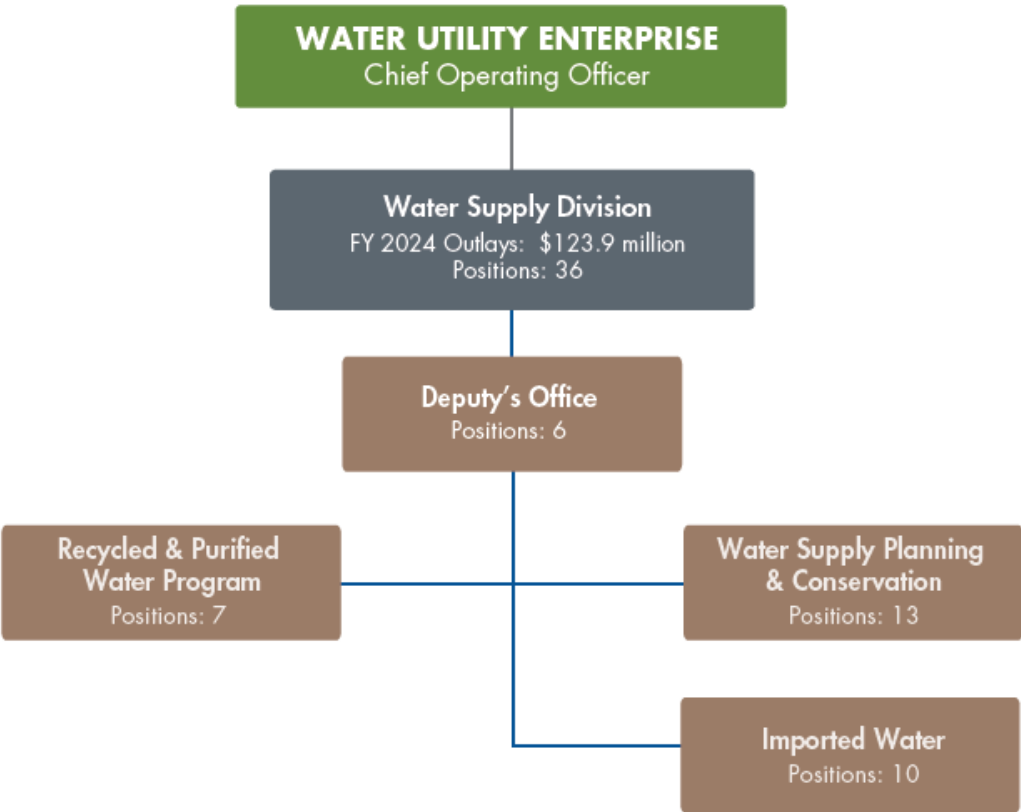 WATER UTILITY ENTERPRISE
Chief Operating Officer
Water Supply Division
FY 2024 Outlays: $123.9 million
Positions: 36
Deputy’s Office
Positions: 6
Recycled & Purified
Water Program
Positions: 7
Water Supply Planning
& Conservation
Positions: 13
Imported Water
Positions: 10